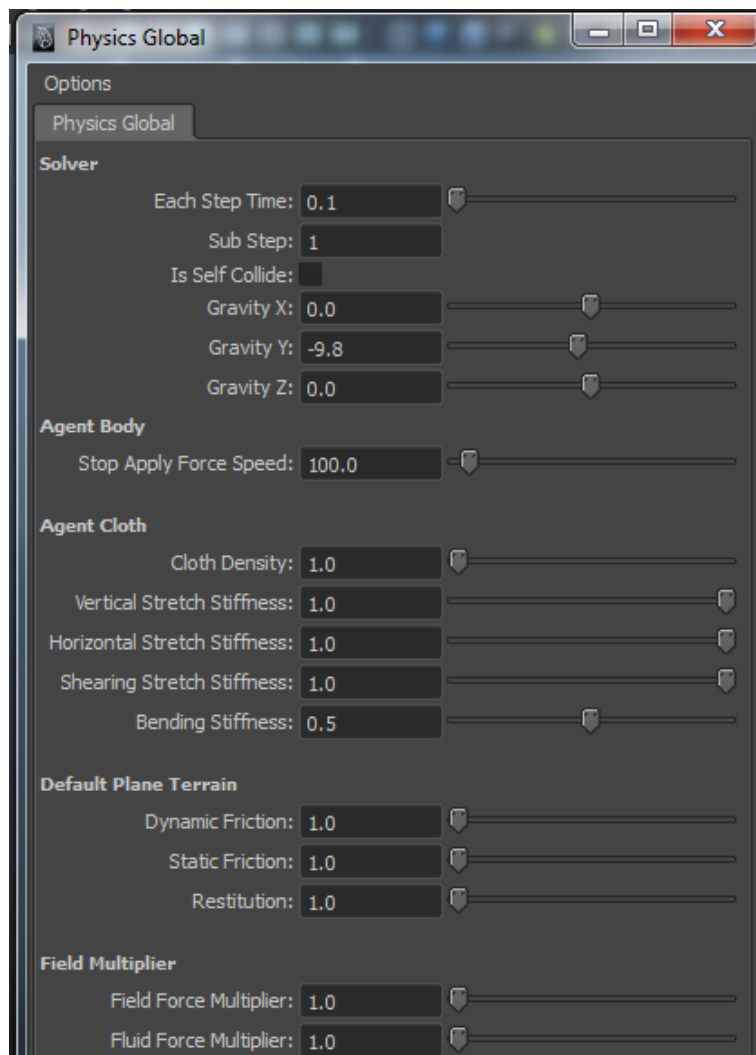 Physics Global
Options
Physics Global
Solver
Each Step Time: 0.1
Sub Step: 1
Is Self Collide:
Gravity X: 0.0
Gravity Y: -9.8
Gravity Z: 0.0
Agent Body
Stop Apply Force Speed: 100.0
Agent Cloth
Cloth Density: 1.0
Vertical Stretch Stiffness: 1.0
Horizontal Stretch Stiffness: 1.0
Shearing Stretch Stiffness: 1.0
Bending Stiffness: 0.5
Default Plane Terrain
Dynamic Friction: 1.0
Static Friction: 1.0
Restitution: 1.0
Field Multiplier
Field Force Multiplier: 1.0
Fluid Force Multiplier: 1.0